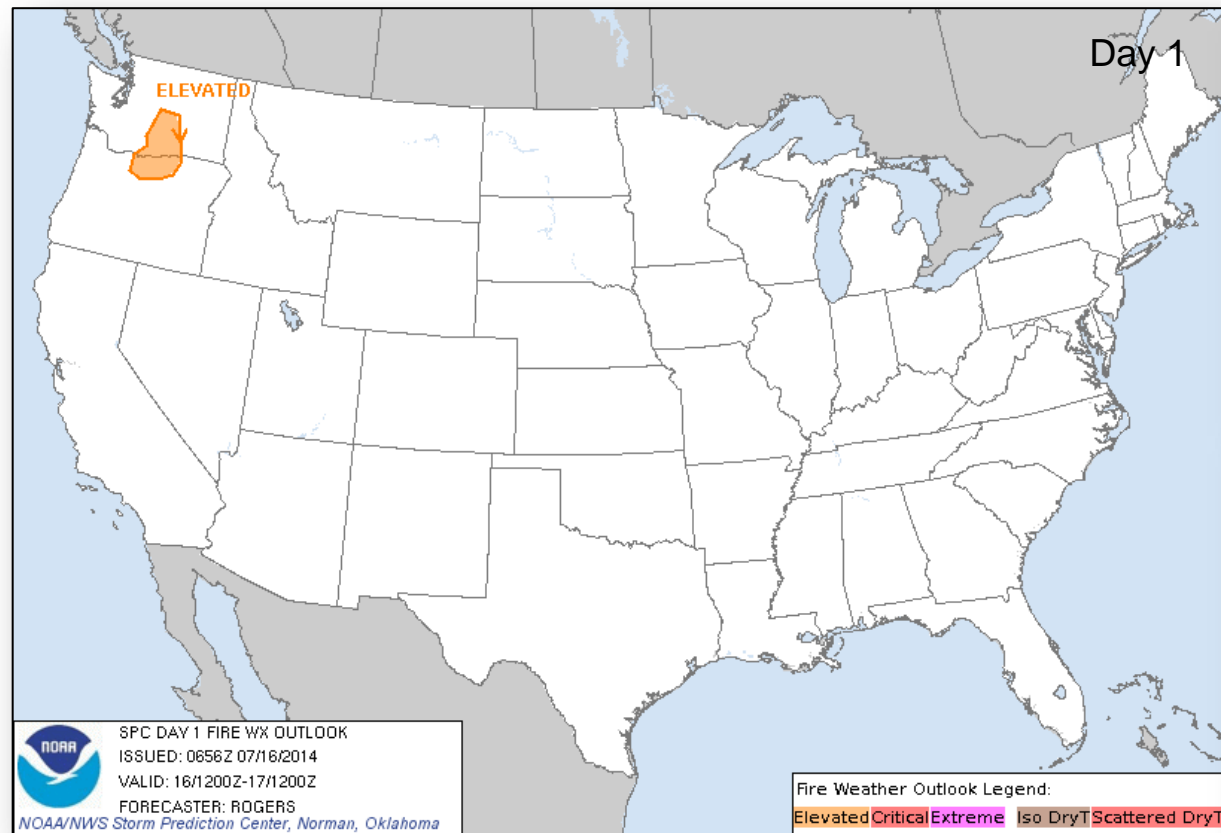 Day 1
ELEVATED
NOAA
SPC DAY 1 FIRE WX OUTLOOK
ISSUED: 0656Z 07/16/2014
VALID: 16/1200Z-17/1200Z
FORECASTER: ROGERS
NOAA/NWS Storm Prediction Center, Norman, Oklahoma
Fire Weather Outlook Legend:
Elevated Critical Extreme Iso DryT Scattered DryT